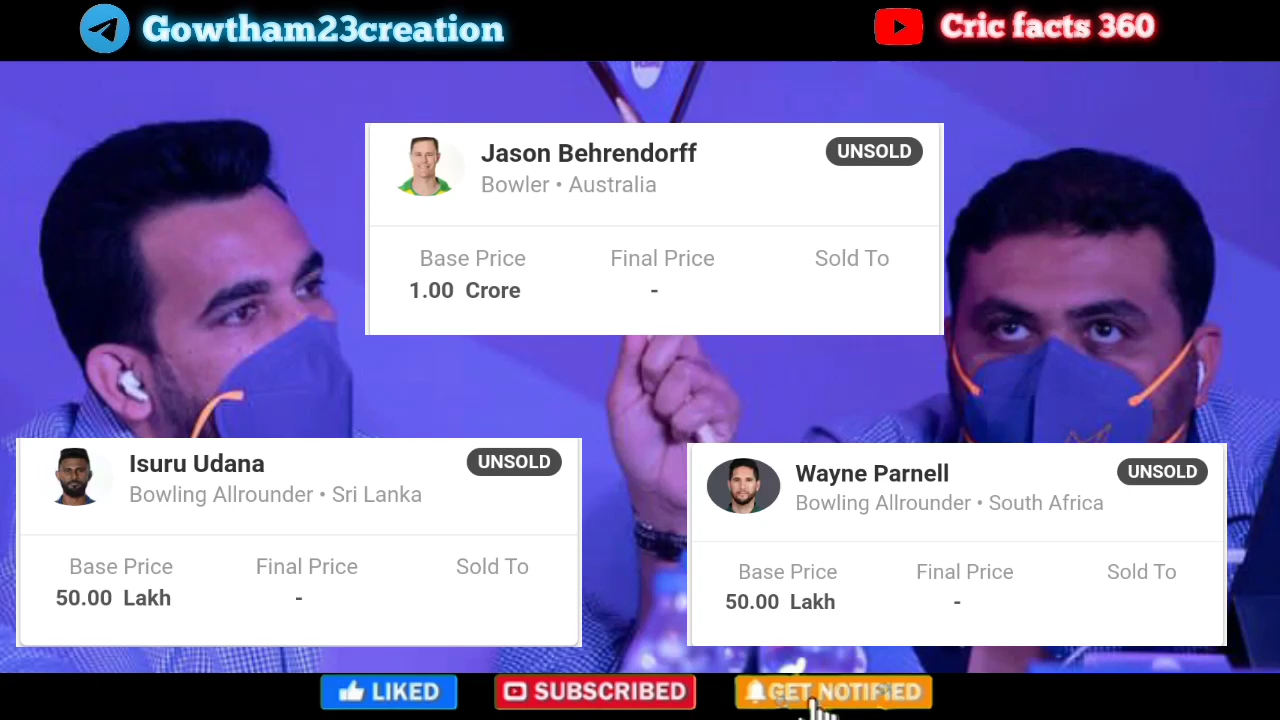 Gowtham23creation
Cric facts 360
Jason Behrendorff
UNSOLD
Bowler • Australia
Base Price Final Price Sold To
1.00 Crore -
Isuru Udana
UNSOLD
Bowling Allrounder • Sri Lanka
Base Price Final Price Sold To
50.00 Lakh -
Wayne Parnell
UNSOLD
Bowling Allrounder • South Africa
Base Price Final Price Sold To
50.00 Lakh -
LIKED
SUBSCRIBED
GET NOTIFIED